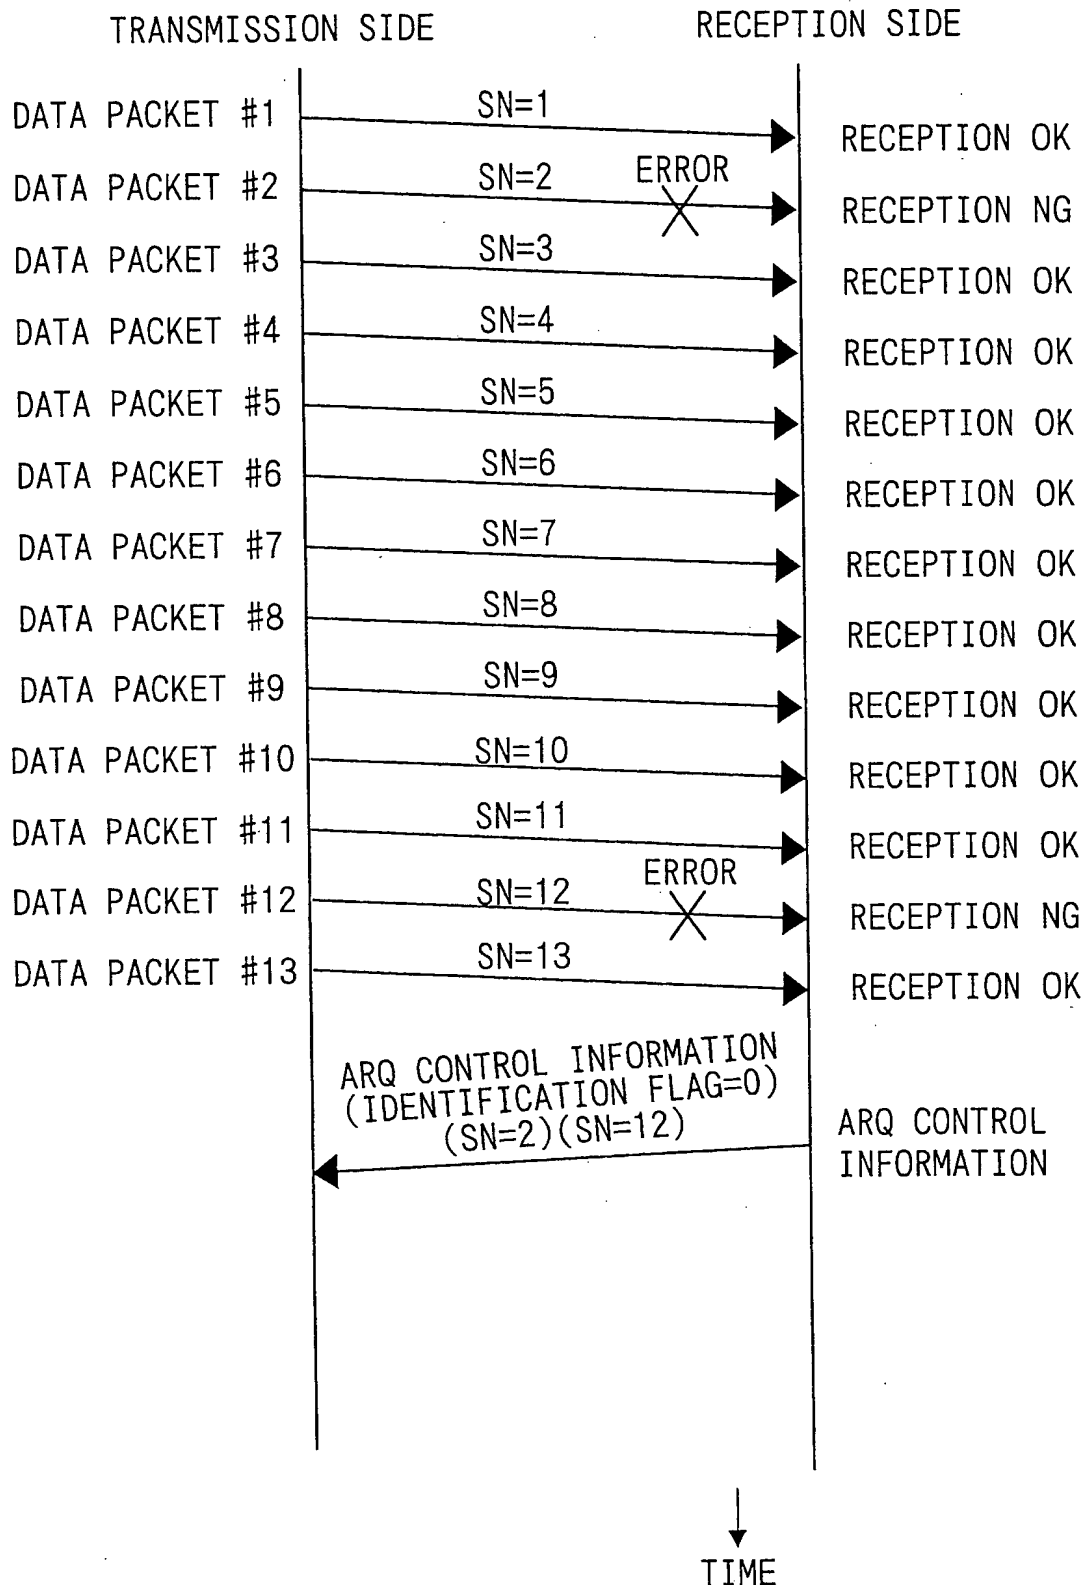 TRANSMISSION SIDE RECEPTION SIDE
DATA PACKET #1 SN=1 RECEPTION OK
DATA PACKET #2 SN=2 ERROR RECEPTION NG
DATA PACKET #3 SN=3 RECEPTION OK
DATA PACKET #4 SN=4 RECEPTION OK
DATA PACKET #5 SN=5 RECEPTION OK
DATA PACKET #6 SN=6 RECEPTION OK
DATA PACKET #7 SN=7 RECEPTION OK
DATA PACKET #8 SN=8 RECEPTION OK
DATA PACKET #9 SN=9 RECEPTION OK
DATA PACKET #10 SN=10 RECEPTION OK
DATA PACKET #11 SN=11 RECEPTION OK
DATA PACKET #12 SN=12 ERROR RECEPTION NG
DATA PACKET #13 SN=13 RECEPTION OK
ARQ CONTROL INFORMATION
(IDENTIFICATION FLAG=0)
(SN=2)(SN=12)
ARQ CONTROL
INFORMATION
TIME